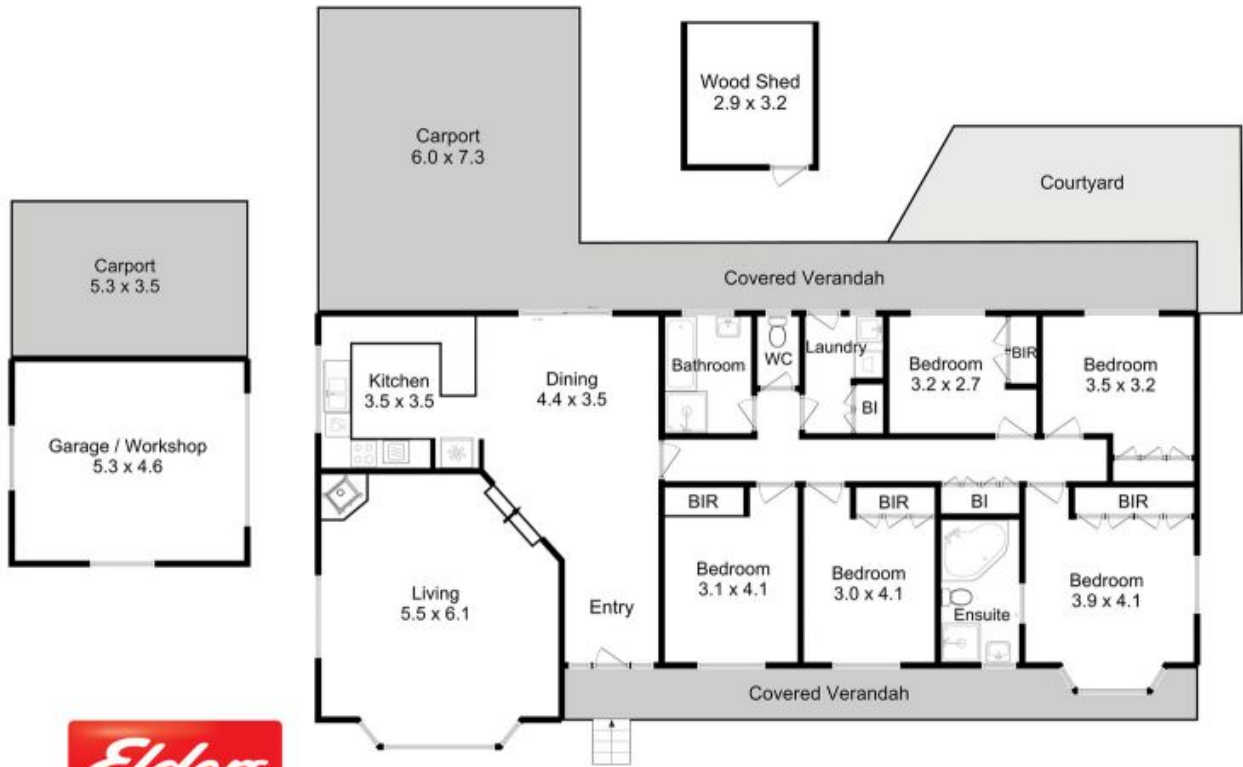 Wood Shed
2.9 x 3.2
Carport
6.0 x 7.3
Courtyard
Carport
5.3 x 3.5
Covered Verandah
Kitchen
3.5 x 3.5
Dining
4.4 x 3.5
Bathroom
WC
Laundry
BI
Bedroom
3.2 x 2.7
BIR
Bedroom
3.5 x 3.2
Garage / Workshop
5.3 x 4.6
BIR
BIR
BI
BIR
Living
5.5 x 6.1
Entry
Bedroom
3.1 x 4.1
Bedroom
3.0 x 4.1
Ensuite
Bedroom
3.9 x 4.1
Covered Verandah
Elders